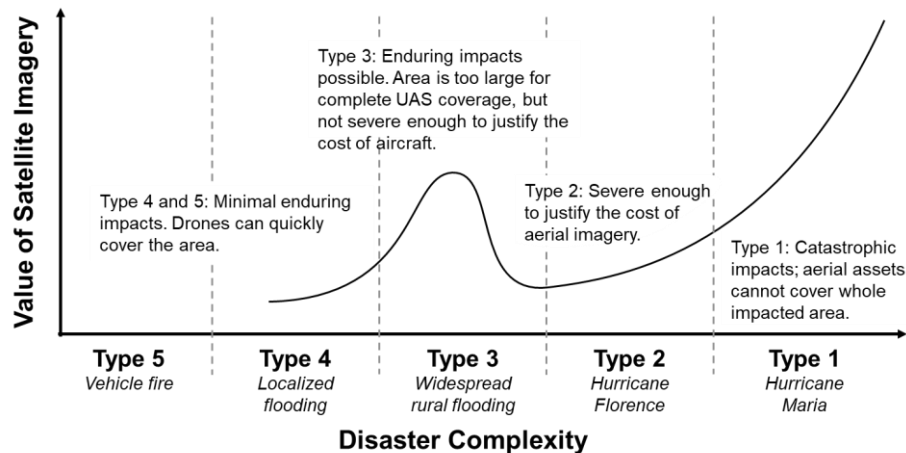 Value of Satellite Imagery
Type 3: Enduring impacts
possible. Area is too large for
complete UAS coverage, but
not severe enough to justify the
cost of aircraft.
Type 4 and 5: Minimal enduring
impacts. Drones can quickly
cover the area.
Type 2: Severe enough
to justify the cost of
aerial imagery.
Type 1: Catastrophic
impacts; aerial assets
cannot cover whole
impacted area.
Type 5
Vehicle fire
Type 4
Localized
flooding
Type 3
Widespread
rural flooding
Type 2
Hurricane
Florence
Type 1
Hurricane
Maria
Disaster Complexity